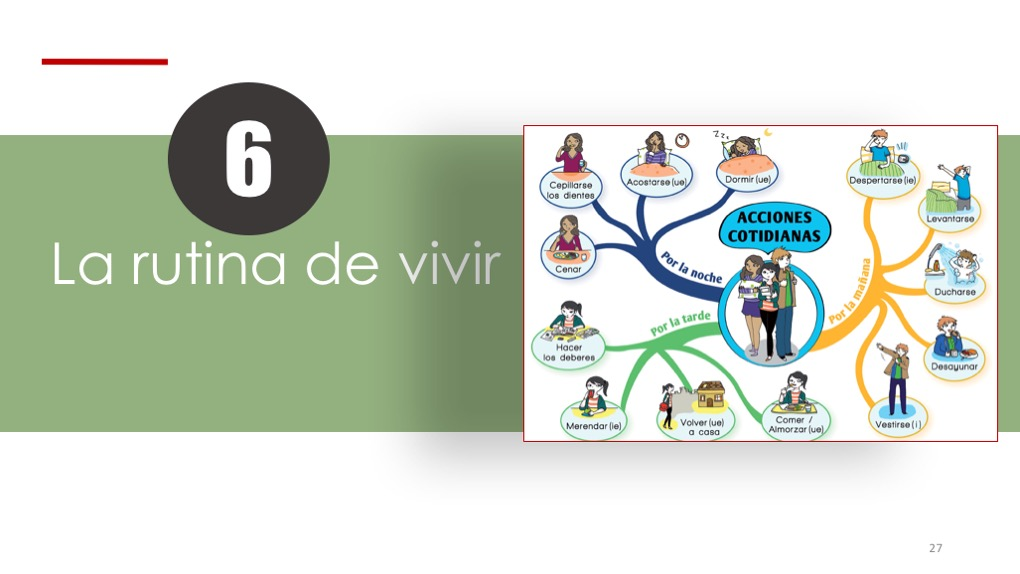 6
La rutina de vivir
ACCIONES
COTIDIANAS
Por la mañana
Despertarse (ie)
Levantarse
Ducharse
Desayunar
Vestirse (i)
Por la tarde
Comer /
Almorzar (ue)
Volver (ue)
a casa
Merendar (ie)
Hacer
los deberes
Por la noche
Cenar
Cepillarse
los dientes
Acostarse (ue)
Dormir (ue)
Zzz
27